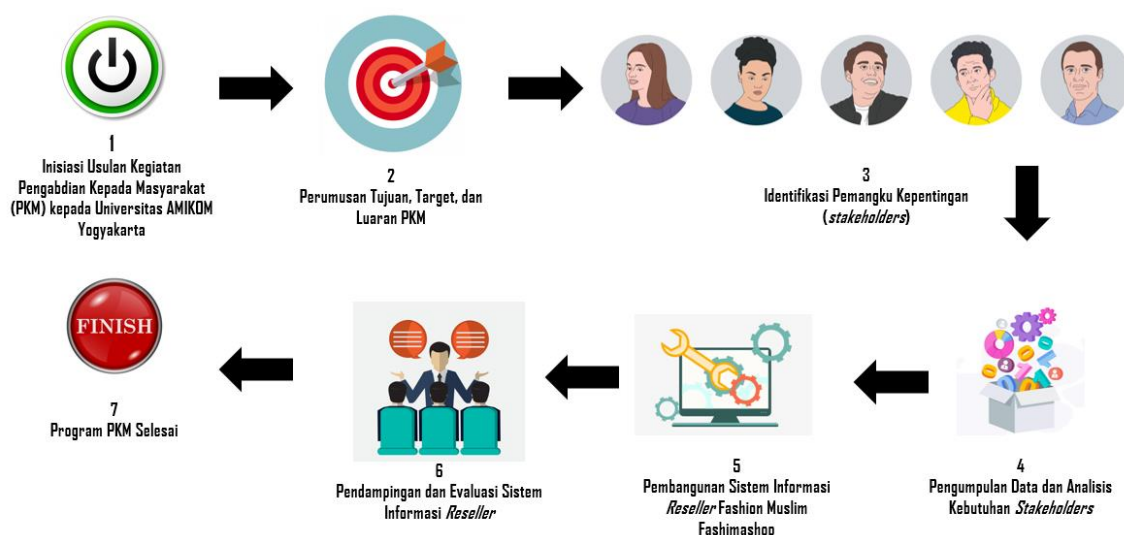 1
Inisiasi Usulan Kegiatan
Pengabdian Kepada Masyarakat
(PKM) kepada Universitas AMIKOM
Yogyakarta
2
Perumusan Tujuan, Target, dan
Luaran PKM
3
Identifikasi Pemangku Kepentingan
(stakeholders)
4
Pengumpulan Data dan Analisis
Kebutuhan Stakeholders
5
Pembangunan Sistem Informasi
Reseller Fashion Muslim
Fashimashop
6
Pendampingan dan Evaluasi Sistem
Informasi Reseller
FINISH
7
Program PKM Selesai